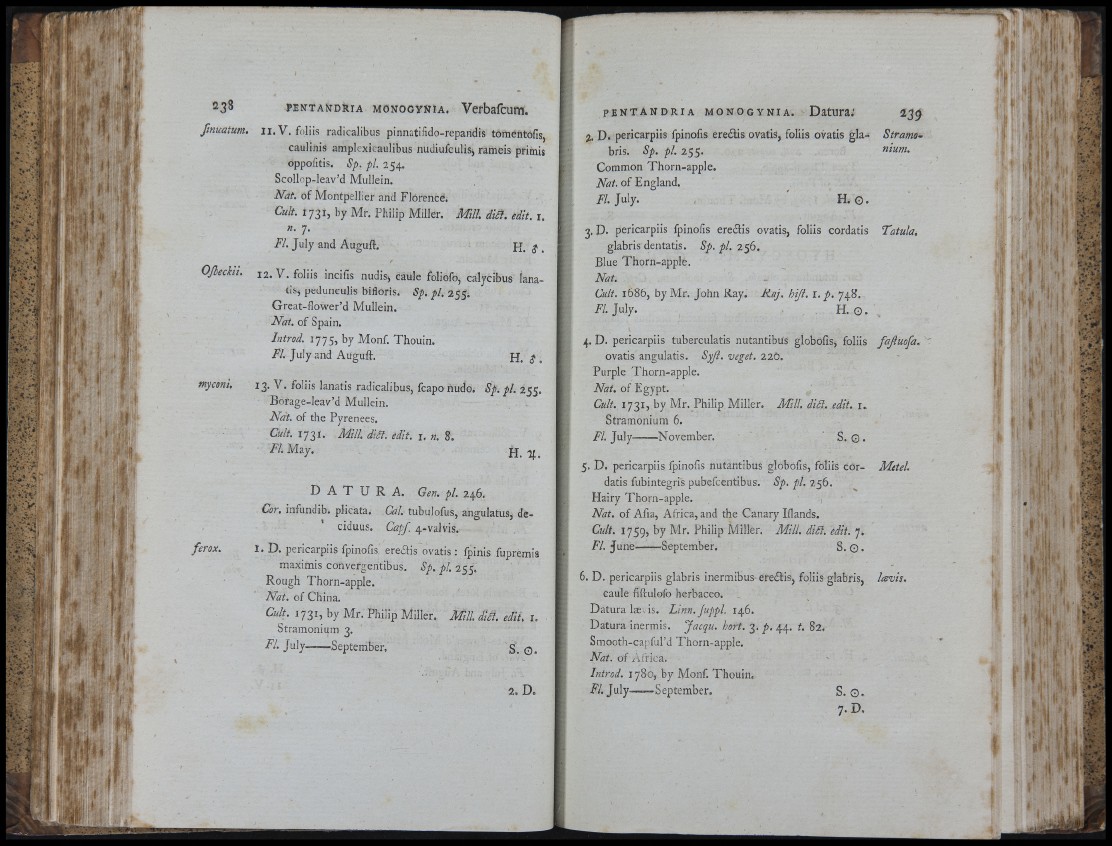 238 PENTANDRIA MONOGYNIA. Verbaſcum.
ſinuatum. 11. V. foliis radicalibus pinnatifido-repandis tomentoſis,
caulinis amplexicaulibus nudiuſculis, rameis primis
oppoſitis. Sp. pl. 254.
Scollop-leav'd Mullein.
Nat. of Montpellier and Florence.
Cult. 1731, by Mr. Philip Miller. Mill. dict. edit. 1.
n. 7.
Fl. July and Auguſt. H. ♂.
Oſbeckii. 12. V. foliis inciſis nudis, caule folioſo, calycibus lana-
tis, pedunculis bifloris. Sp. pl. 255.
Great-flower'd Mullein.
Nat. of Spain.
Introd. 1775, by Monſ. Thouin.
Fl. July and Auguſt. H. ♂.
myconi. 13. V. foliis lanatis radicalibus, ſcapo nudo. Sp. pl. 255.
Borage-leav'd Mullein.
Nat. of the Pyrenees.
Cult. 1731. Mill. dict. edit. 1. n. 8.
Fl. May. H. ♃.
DATURA. Gen. pl. 246.
Cor. infundib. plicata. Cal. tubuloſus, angulatus, de-
ciduus. Capſ. 4-valvis.
ferox. 1. D. pericarpiis ſpinoſis erectis ovatis: ſpinis ſupremis
maximis convergentibus. Sp. pl. 255.
Rough Thorn-apple.
Nat. of China.
Cult. 1731, by Mr. Philip Miller. Mill. dict. edit. 1.
Stramonium 3.
Fl. July——September. S. ☉.
2. D.
PENTANDRIA MONOGYNIA. Datura. 239
2. D. pericarpiis ſpinoſis erectis ovatis, foliis ovatis gla- Stramo-
bris. Sp. pl. 255. nium.
Common Thorn-apple.
Nat. of England.
Fl. July. H. ☉.
3. D. pericarpiis ſpinoſis erectis ovatis, foliis cordatis Tatula.
glabris dentatis. Sp. pl. 256.
Blue Thorn-apple.
Nat.
Cult. 1686, by Mr. John Ray. Raj. hiſt. 1. p. 748.
Fl. July. H. ☉.
4. D. pericarpiis tuberculatis nutantibus globoſis, foliis faſtuoſa.
ovatis angulatis. Syſt. veget. 220.
Purple Thorn-apple.
Nat. of Egypt.
Cult. 1731, by Mr. Philip Miller. Mill. dict. edit. 1.
Stramonium 6.
Fl. July——November. S. ☉.
5. D. pericarpiis ſpinoſis nutantibus globoſis, foliis cor- Metel.
datis ſubintegris pubeſcentibus. Sp. pl. 256.
Hairy Thorn-apple.
Nat. of Aſia, Africa, and the Canary Iſlands.
Cult. 1759, by Mr. Philip Miller. Mill. dict. edit. 7.
Fl. June——September. S. ☉.
6. D. pericarpiis glabris inermibus erectis, foliis glabris, lævis.
caule fiſtuloſo herbaceo.
Datura lævis. Linn. ſuppl. 146.
Datura inermis. Jacqu. hort. 3. p. 44. t. 82.
Smooth-capſul'd Thorn-apple.
Nat. of Africa.
Introd. 1780, by Monſ. Thouin.
Fl. July——September. S. ☉.
7. D.